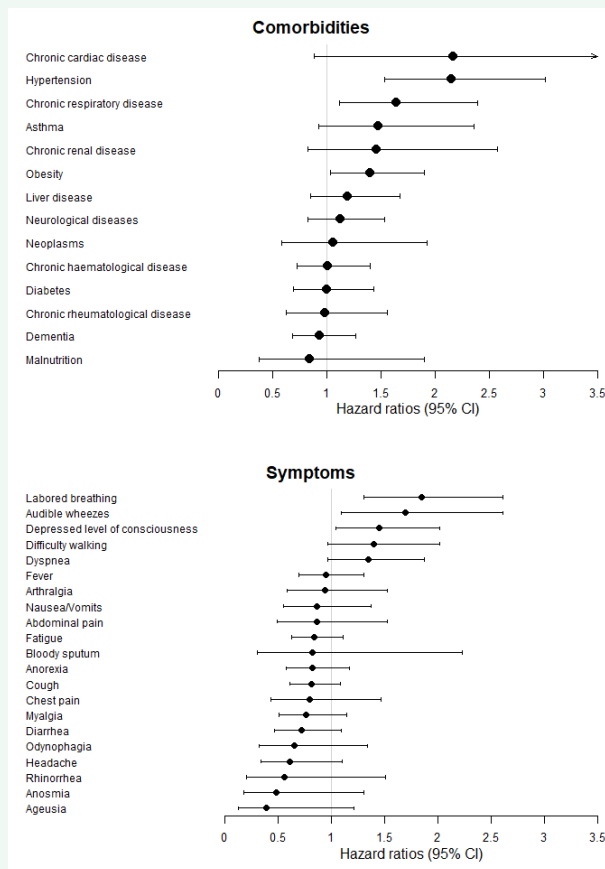 Comorbidities
Chronic cardiac disease
Hypertension
Chronic respiratory disease
Asthma
Chronic renal disease
Obesity
Liver disease
Neurological diseases
Neoplasms
Chronic haematological disease
Diabetes
Chronic rheumatological disease
Dementia
Malnutrition
0 0.5 1 1.5 2 2.5 3 3.5
Hazard ratios (95% CI)
Symptoms
Labored breathing
Audible wheezes
Depressed level of consciousness
Difficulty walking
Dyspnea
Fever
Arthralgia
Nausea/Vomits
Abdominal pain
Fatigue
Bloody sputum
Anorexia
Cough
Chest pain
Myalgia
Diarrhea
Odynophagia
Headache
Rhinorrhea
Anosmia
Ageusia
0 0.5 1 1.5 2 2.5 3 3.5
Hazard ratios (95% CI)